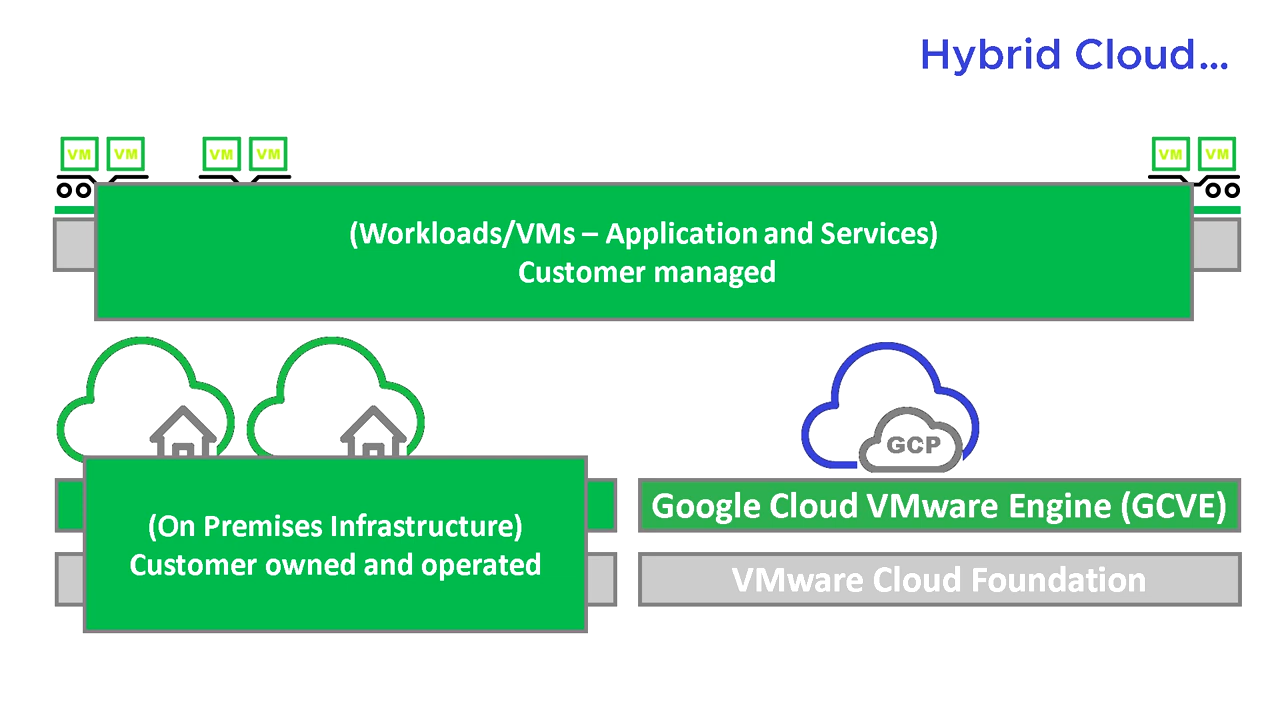 Hybrid Cloud...
VM VM VM VM VM VM
(Workloads/VMs – Application and Services)
Customer managed
GCP
(On Premises Infrastructure)
Customer owned and operated
Google Cloud VMware Engine (GCVE)
VMware Cloud Foundation